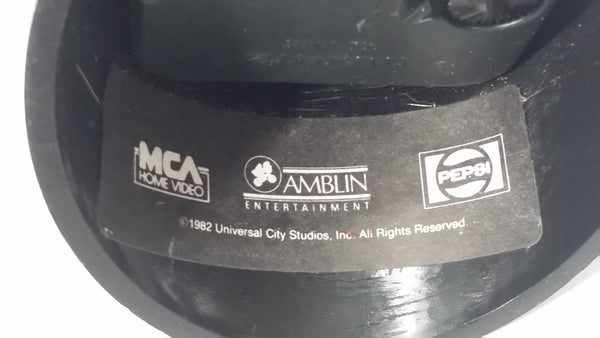 MCA
HOME VIDEO
AMBLIN
ENTERTAINMENT
PEPSI
©1982 Universal City Studios, Inc. All Rights Reserved